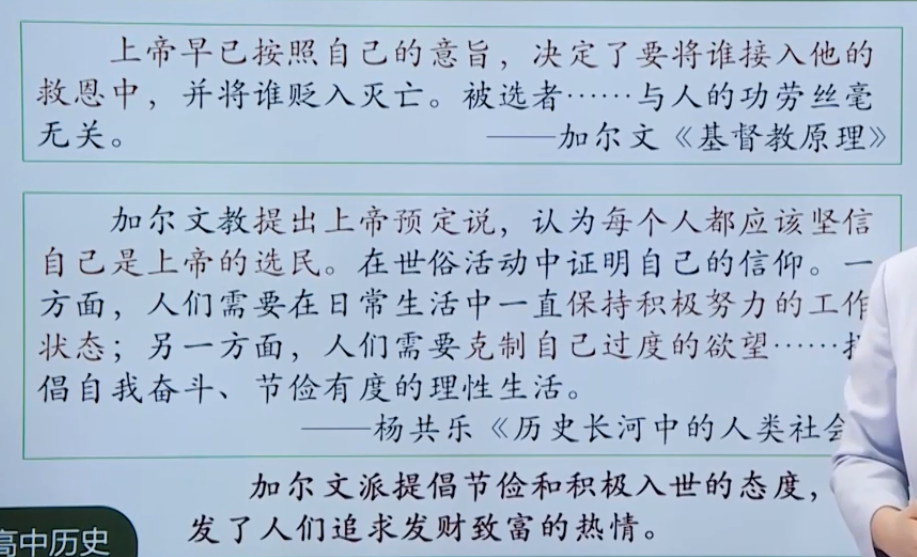 上帝早已按照自己的意旨，决定了要将谁接入他的
救恩中，并将谁贬入灭亡。被选者……与人的功劳丝毫
无关。
——加尔文《基督教原理》
加尔文教提出上帝预定说，认为每个人都应该坚信
自己是上帝的选民。在世俗活动中证明自己的信仰。一
方面，人们需要在日常生活中一直保持积极努力的工作
状态；另一方面，人们需要克制自己过度的欲望……
倡自我奋斗、节俭有度的理性生活。
——杨共乐《历史长河中的人类社会
加尔文派提倡节俭和积极入世的态度，
发了人们追求发财致富的热情。
高中历史